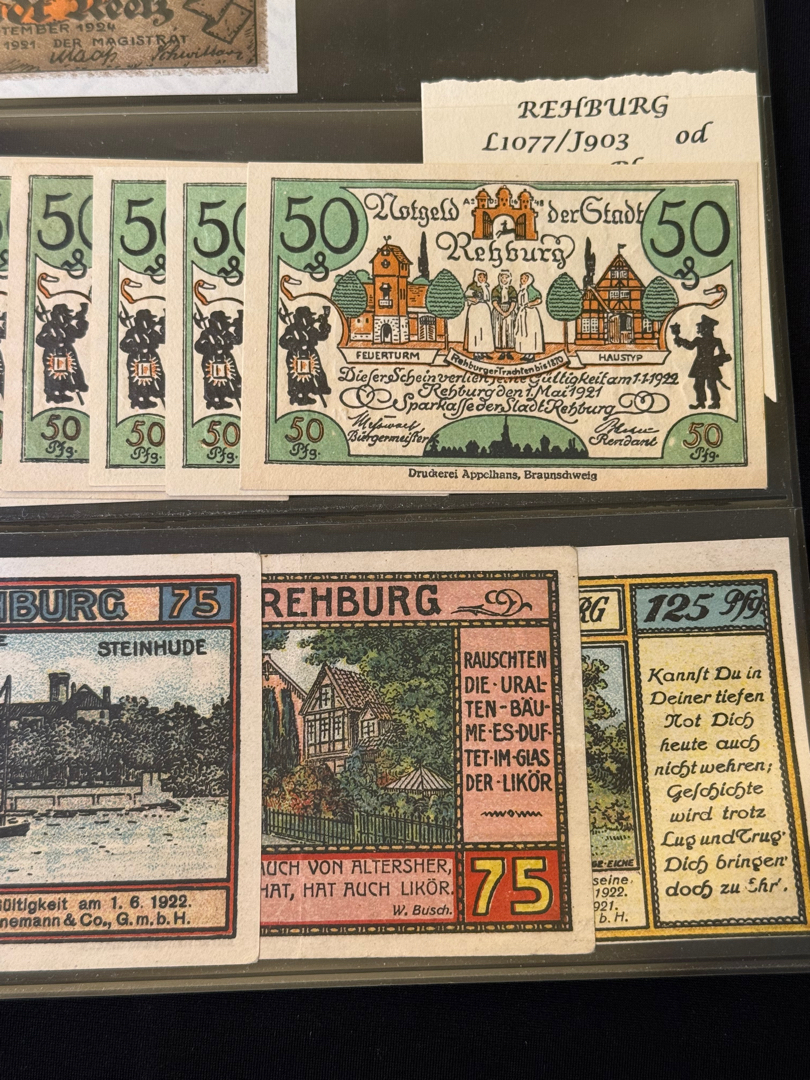 TEMBER 1924
1921. DER MAGISTRAT
REHBURG
L1077/J903 od
50
50
50
50
Pfg.
50
Pfg.
50
Pfg.
50 Notgeld der Stadt 50
Rehburg
FEUERTURM Rehburger Trachten bis 1870 HAUSTYP
Dieser Schein verliert seine Gültigkeit am 1.1.1922
Rehburg den 1. Mai 1921
Sparkasse der Stadt Rehburg
Bürgermeister Rendant
50 50
Pfg. Pfg.
Druckerei Appelhans, Braunschweig
BURG 75
STEINHUDE
ültigkeit am 1. 6. 1922.
nemann & Co., G. m. b. H.
REHBURG
RAUSCHTEN
DIE·URAL-
TEN-BÄU-
ME·ES·DUF-
TET·IM·GLAS
DER·LIKÖR
AUCH VON ALTERSHER,
HAT, HAT AUCH LIKÖR.
W. Busch.
75
RG 125 Pfg.
Kannſt Du in
Deiner tiefen
Not Dich
heute auch
nicht wehren;
Geſchichte
wird trotz
Lug und Trug
Dich bringen
doch zu Ehr'.
GE-EICHE
seine
1922.
921.
b. H.